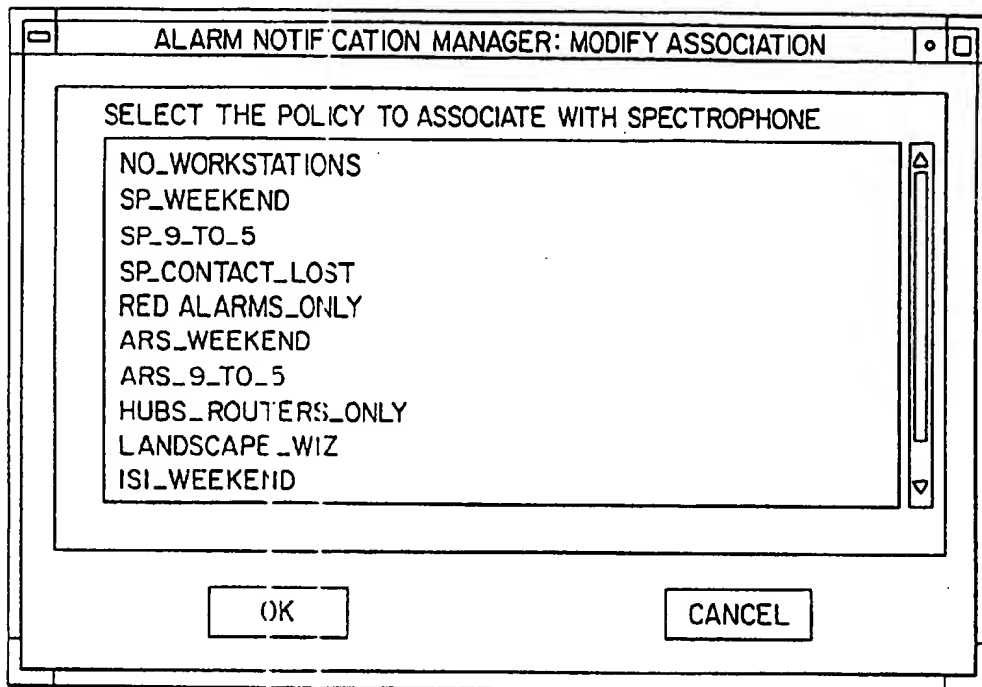 ALARM NOTIFICATION MANAGER: MODIFY ASSOCIATION
SELECT THE POLICY TO ASSOCIATE WITH SPECTROPHONE
NO_WORKSTATIONS
SP_WEEKEND
SP_9_TO_5
SP_CONTACT_LOST
RED ALARMS_ONLY
ARS_WEEKEND
ARS_9_TO_5
HUBS_ROUTERS_ONLY
LANDSCAPE_WIZ
ISI_WEEKEND
OK
CANCEL